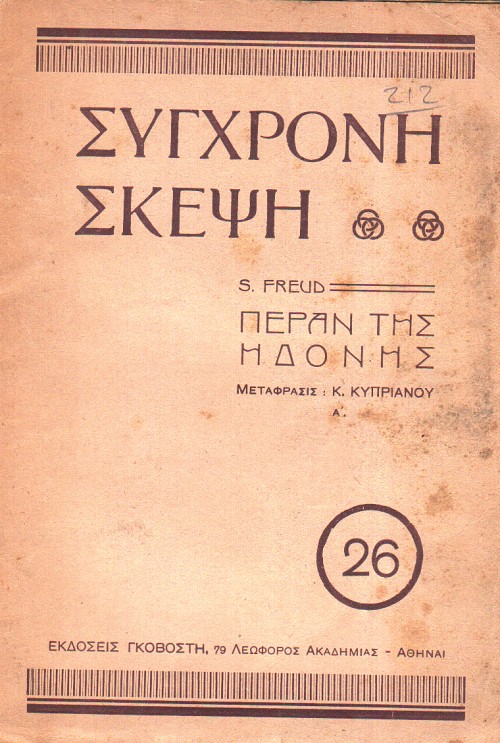 212
ΣΥΓΧΡΟΝΗ
ΣΚΕΨΗ
S. FREUD
ΠΕΡΑΝ ΤΗΣ
ΗΔΟΝΗΣ
ΜΕΤΑΦΡΑΣΙΣ : Κ. ΚΥΠΡΙΑΝΟΥ
Α.
26
ΕΚΔΟΣΕΙΣ ΓΚΟΒΟΣΤΗ, 79 ΛΕΩΦΟΡΟΣ ΑΚΑΔΗΜΙΑΣ - ΑΘΗΝΑΙ